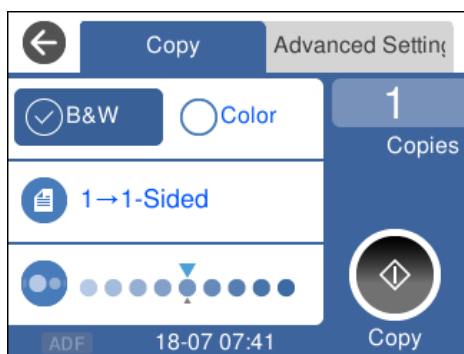 Copy
Advanced Setting
B&W
Color
1
Copies
1→1-Sided
ADF
18-07 07:41
Copy